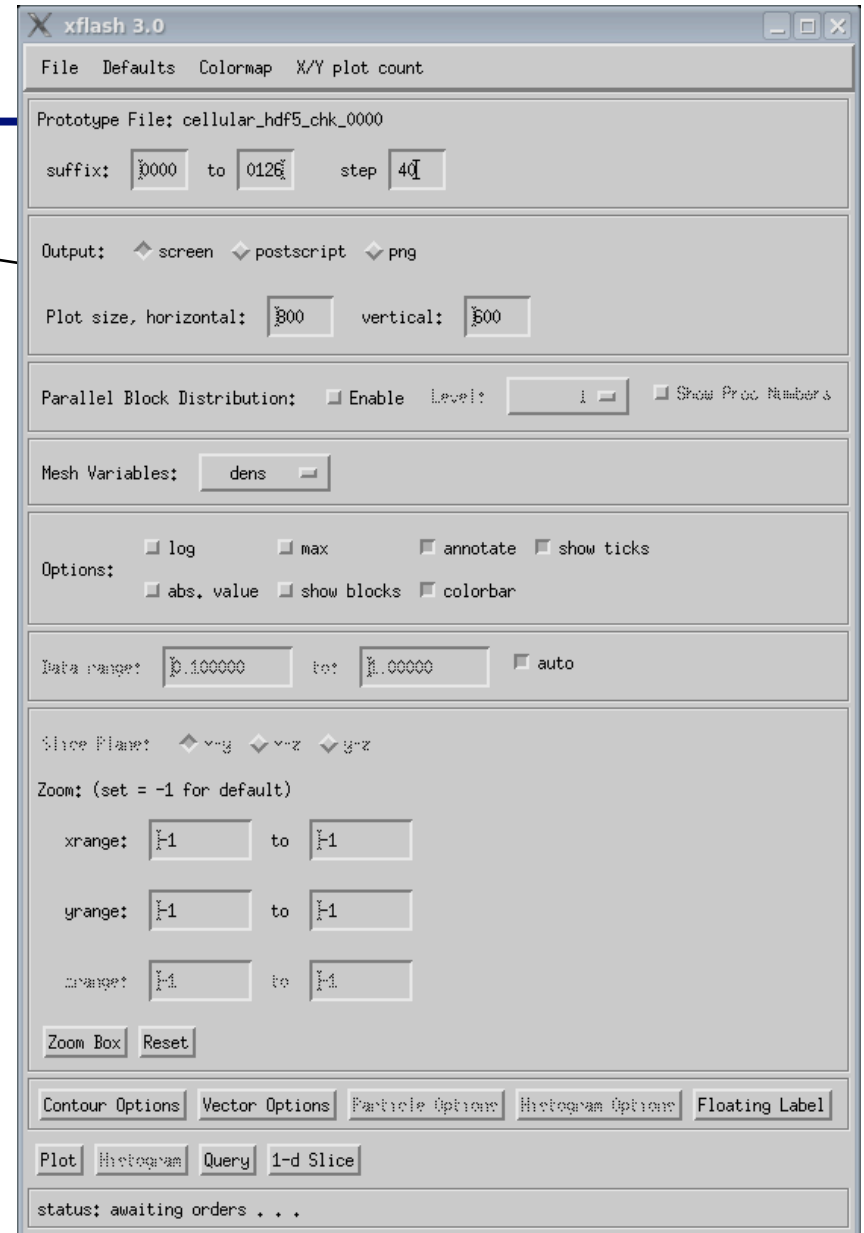 xflash 3.0
File Defaults Colormap X/Y plot count
Prototype File: cellular_hdf5_chk_0000
suffix: 0000 to 0126 step 40
Output: screen postscript png
Plot size, horizontal: 800 vertical: 600
Parallel Block Distribution: Enable Level: 1 Show Proc Numbers
Mesh Variables: dens
Options:
log max annotate show ticks
abs. value show blocks colorbar
Data range: 0.100000 to: 1.00000 auto
Slice Plane: x-y x-z y-z
Zoom: (set = -1 for default)
xrange: -1 to -1
yrange: -1 to -1
zrange: -1 to -1
Zoom Box Reset
Contour Options Vector Options Particle Options Histogram Options Floating Label
Plot Histogram Query 1-d Slice
status: awaiting orders . . .